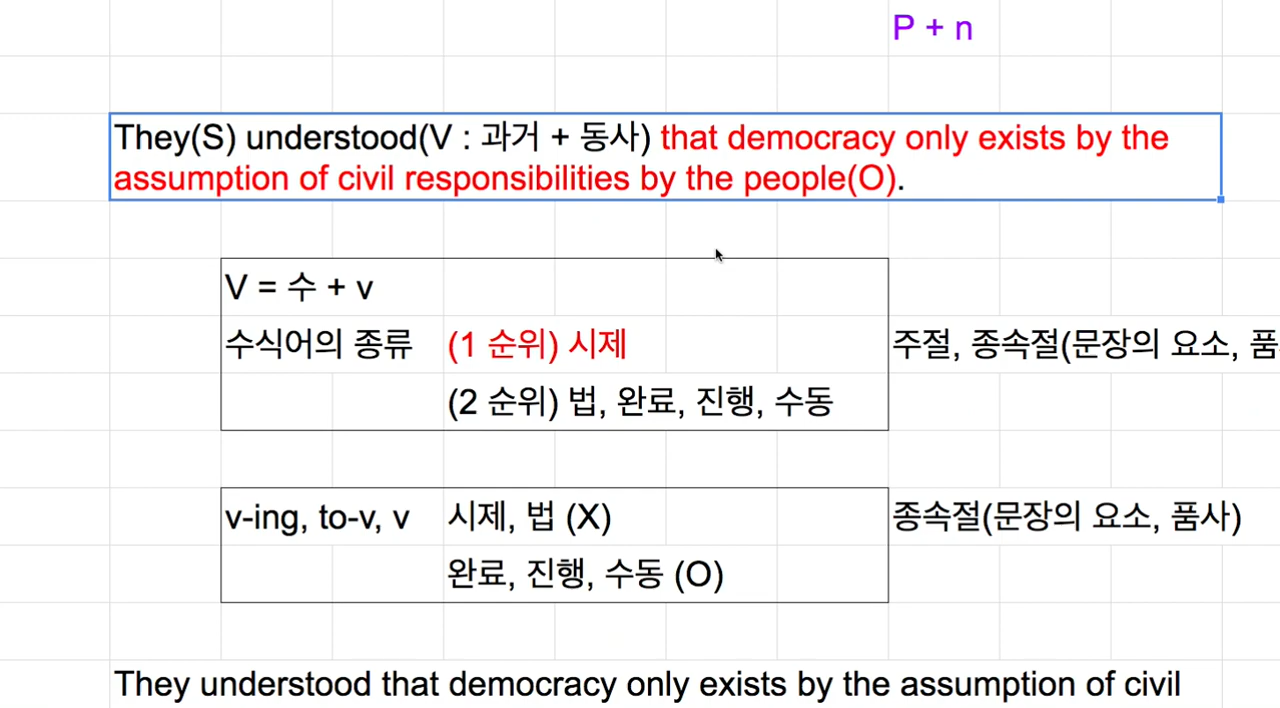 P + n
They(S) understood(V : 과거 + 동사) that democracy only exists by the
assumption of civil responsibilities by the people(O).
V = 수 + v
수식어의 종류 (1 순위) 시제 주절, 종속절(문장의 요소, 품
(2 순위) 법, 완료, 진행, 수동
v-ing, to-v, v 시제, 법 (X) 종속절(문장의 요소, 품사)
완료, 진행, 수동 (O)
They understood that democracy only exists by the assumption of civil